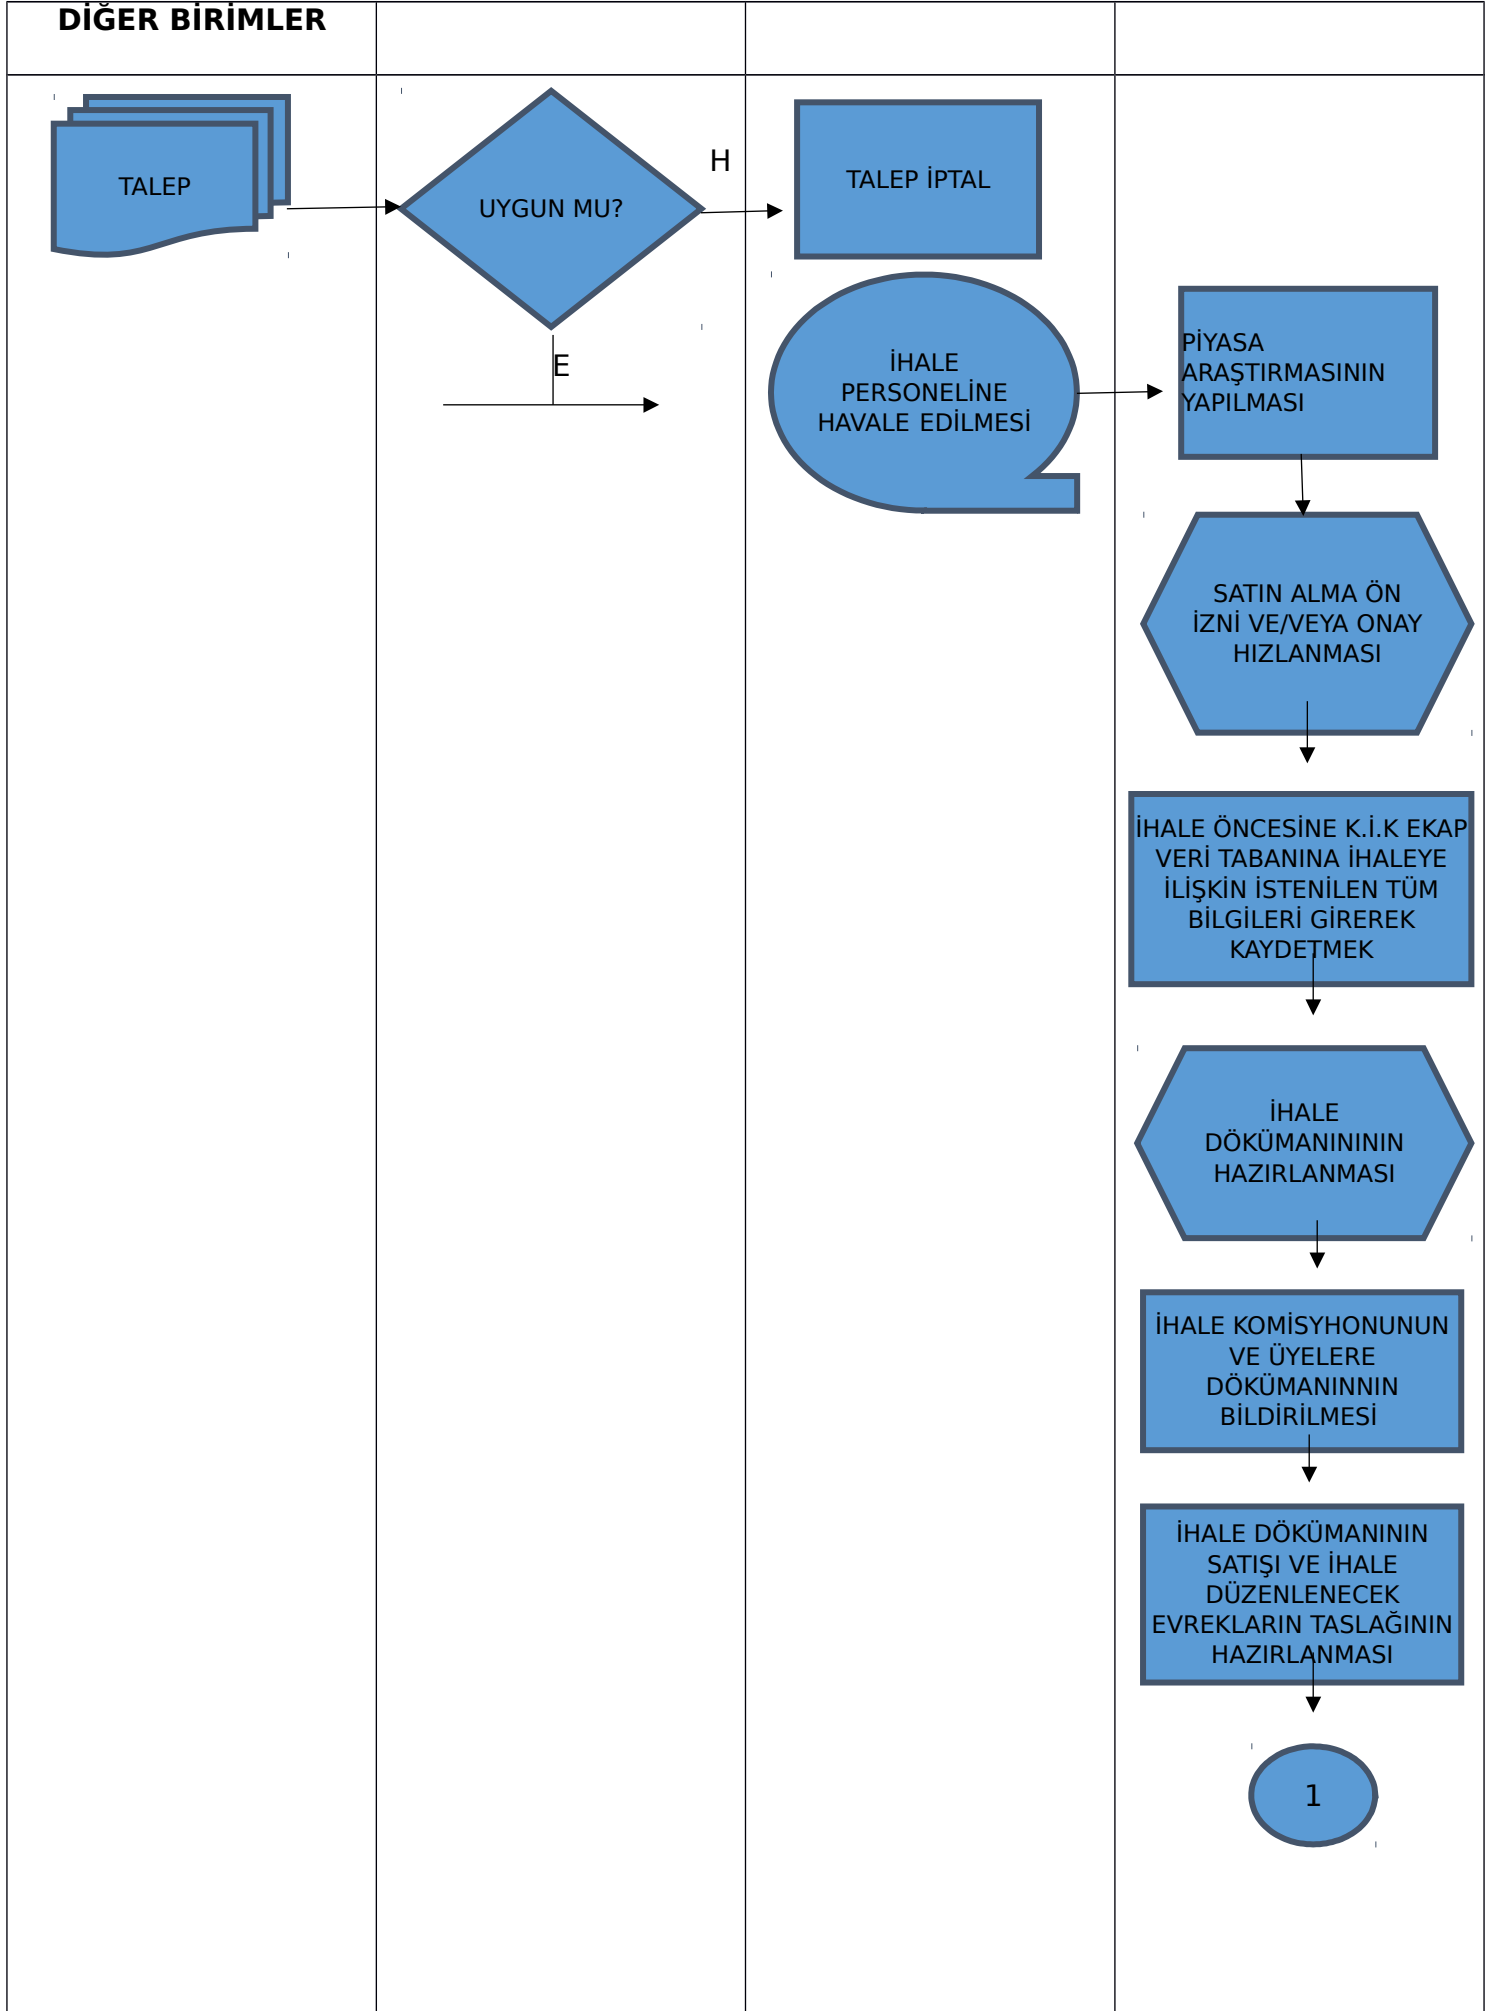 DİĞER BİRİMLER
TALEP
UYGUN MU?
H
TALEP İPTAL
E
İHALE
PERSONELİNE
HAVALE EDİLMESİ
PİYASA
ARAŞTIRMASININ
YAPILMASI
SATIN ALMA ÖN
İZNİ VE/VEYA ONAY
HIZLANMASI
İHALE ÖNCESİNE K.İ.K EKAP
VERİ TABANINA İHALEYE
İLİŞKİN İSTENİLEN TÜM
BİLGİLERİ GİREREK
KAYDETMEK
İHALE
DÖKÜMANINININ
HAZIRLANMASI
İHALE KOMİSYHONUNUN
VE ÜYELERE
DÖKÜMANINNIN
BİLDİRİLMESİ
İHALE DÖKÜMANININ
SATIŞI VE İHALE
DÜZENLENECEK
EVREKLARIN TASLAĞININ
HAZIRLANMASI
1